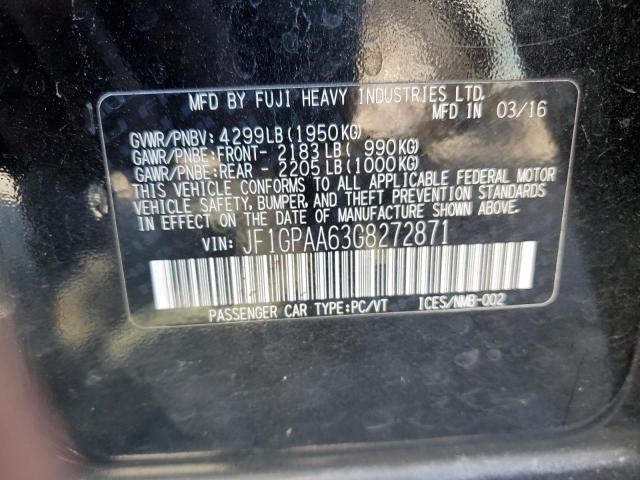 MFD BY FUJI HEAVY INDUSTRIES LTD.
MFD IN 03/16
GVWR/PNBV: 4299LB(1950KG)
GAWR/PNBE:FRONT- 2183LB( 990KG)
GAWR/PNBE:REAR - 2205LB(1000KG)
THIS VEHICLE CONFORMS TO ALL APPLICABLE FEDERAL MOTOR
VEHICLE SAFETY, BUMPER, AND THEFT PREVENTION STANDARDS
IN EFFECT ON THE DATE OF MANUFACTURE SHOWN ABOVE.
VIN: JF1GPAA63G8272871
PASSENGER CAR TYPE:PC/VT ICES/NMB-002